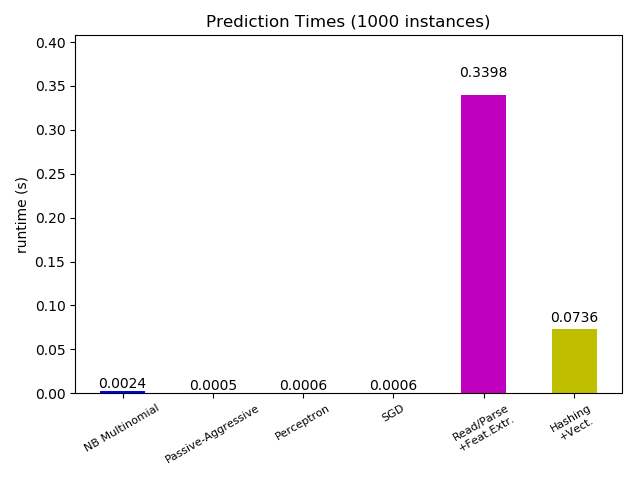 Prediction Times (1000 instances)
0.40
0.35
0.30
0.25
0.20
0.15
0.10
0.05
0.00
runtime (s)
0.0024
0.0005
0.0006
0.0006
0.3398
0.0736
NB Multinomial
Passive-Aggressive
Perceptron
SGD
Read/Parse
+Feat.Extr.
Hashing
+Vect.